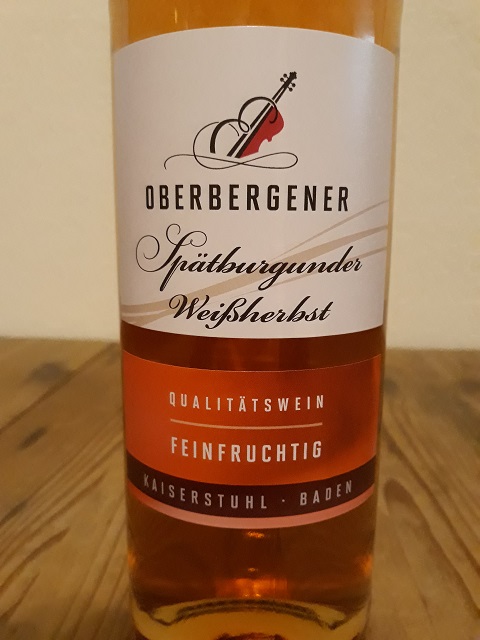 OBERBERGENER
Spätburgunder
Weißherbst
QUALITÄTSWEIN
FEINFRUCHTIG
KAISERSTUHL · BADEN